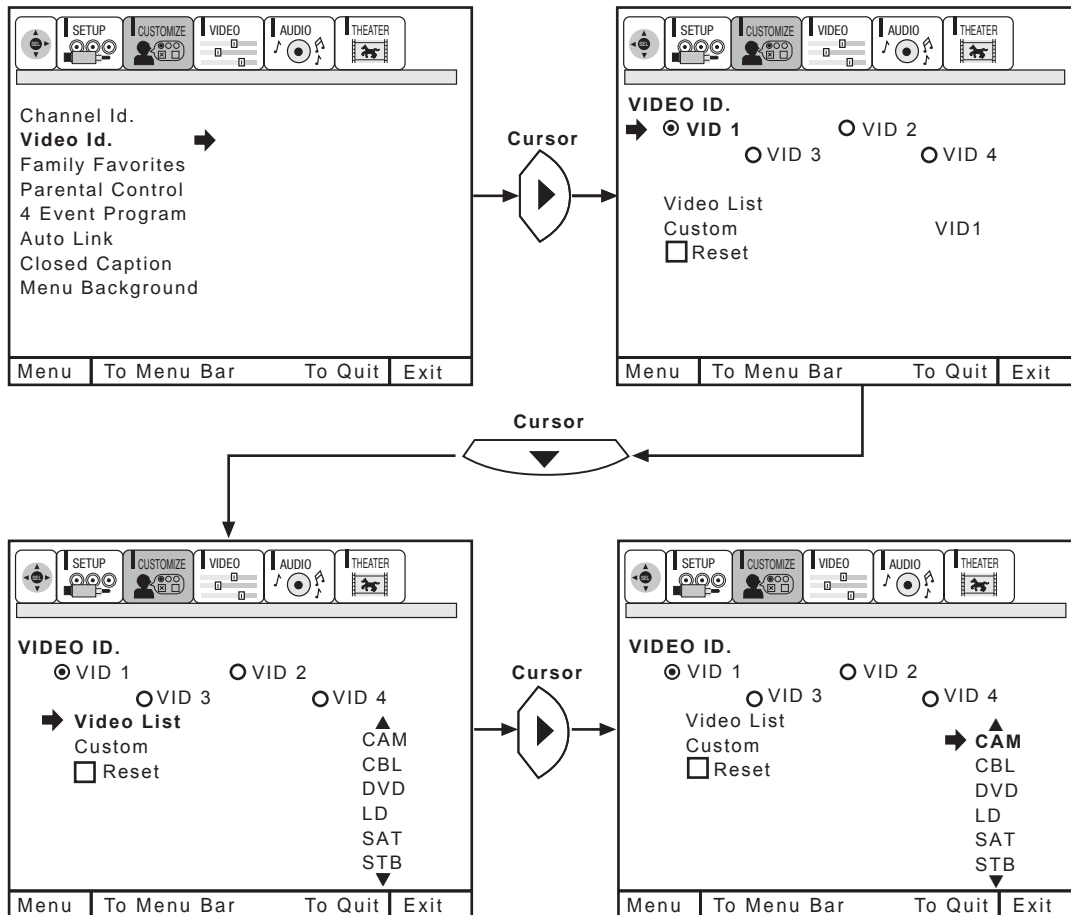 SEL SETUP CUSTOMIZE VIDEO AUDIO THEATER
Channel Id.
Video Id.
Family Favorites
Parental Control
4 Event Program
Auto Link
Closed Caption
Menu Background
Menu To Menu Bar To Quit Exit
Cursor
SEL SETUP CUSTOMIZE VIDEO AUDIO THEATER
VIDEO ID.
VID 1 VID 2
VID 3 VID 4
Video List
Custom VID1
Reset
Menu To Menu Bar To Quit Exit
Cursor
SEL SETUP CUSTOMIZE VIDEO AUDIO THEATER
VIDEO ID.
VID 1 VID 2
VID 3 VID 4
Video List
Custom
Reset
CAM
CBL
DVD
LD
SAT
STB
Menu To Menu Bar To Quit Exit
Cursor
SEL SETUP CUSTOMIZE VIDEO AUDIO THEATER
VIDEO ID.
VID 1 VID 2
VID 3 VID 4
Video List
Custom
Reset
CAM
CBL
DVD
LD
SAT
STB
Menu To Menu Bar To Quit Exit